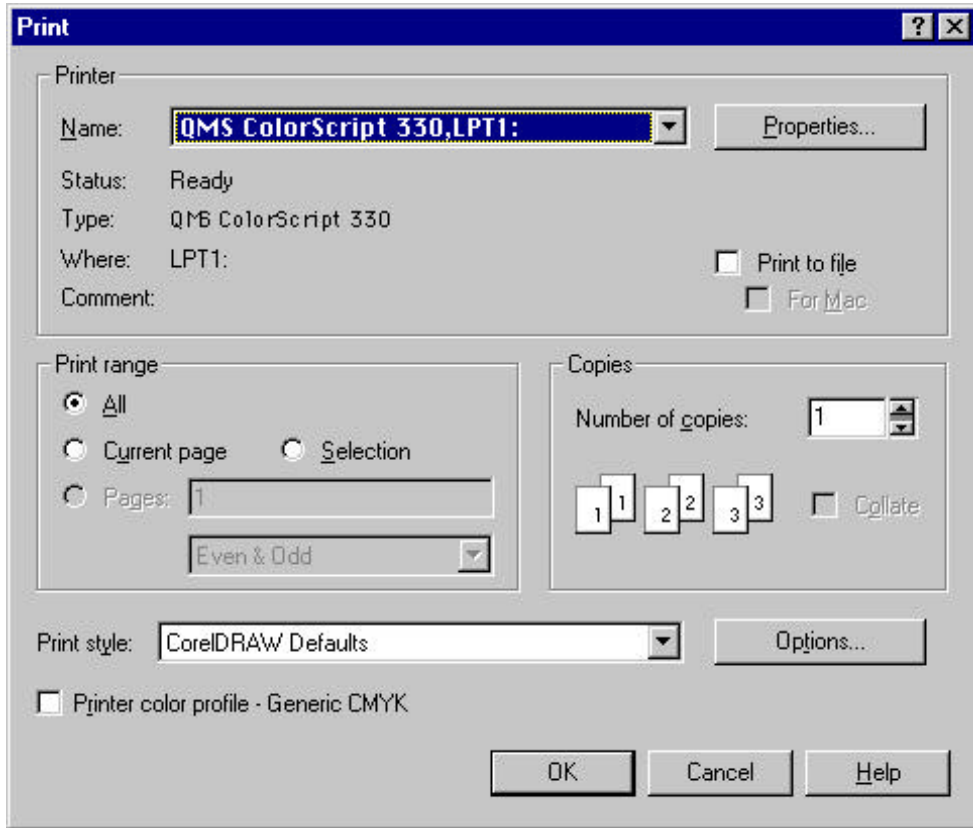 Print
Printer
Name: QMS ColorScript 330,LPT1: Properties...
Status: Ready
Type: QMS ColorScript 330
Where: LPT1:
Print to file
Comment:
For Mac
Print range
All
Current page Selection
Pages: 1
Even & Odd
Copies
Number of copies: 1
1 1 2 2 3 3 Collate
Print style: CorelDRAW Defaults Options...
Printer color profile - Generic CMYK
OK Cancel Help